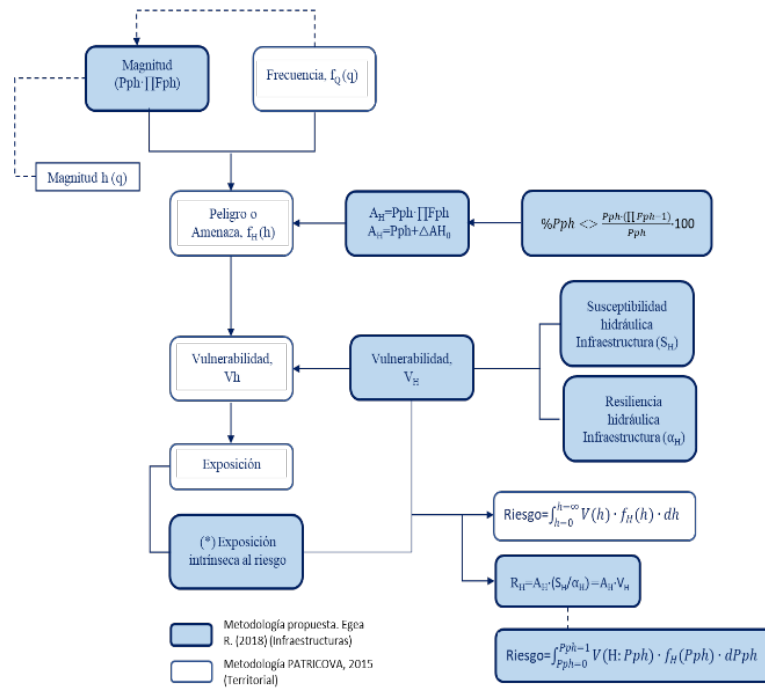 Magnitud
(Pph·∏Fph)
Frecuencia, f_Q(q)
Magnitud h (q)
Peligro o
Amenaza, f_H(h)
A_H=Pph·∏Fph
A_H=Pph+△AH_0
%Pph <> Pph·(∏Fph−1)/Pph·100
Susceptibilidad
hidráulica
Infraestructura (S_H)
Vulnerabilidad,
Vh
Vulnerabilidad,
V_H
Resiliencia
hidráulica
Infraestructura (α_H)
Exposición
(*) Exposición
intrínseca al riesgo
Riesgo=∫_{h−0}^{h−∞} V(h) · f_H(h) · dh
R_H=A_H·(S_H/α_H)=A_H·V_H
Riesgo=∫_{Pph−0}^{Pph−1} V(H: Pph) · f_H(Pph) · dPph
Metodología propuesta. Egea
R. (2018) (Infraestructuras)
Metodología PATRICOVA, 2015
(Territorial)